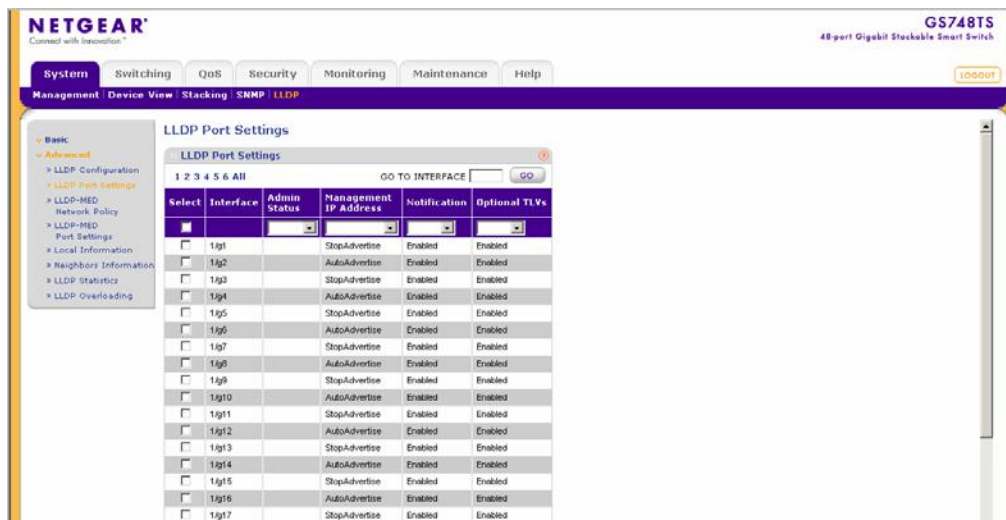 NETGEAR®
Connect with Innovation™
GS748TS
48-port Gigabit Stackable Smart Switch
System Switching QoS Security Monitoring Maintenance Help
LOGOUT
Management Device View Stacking SNMP LLDP
Basic
Advanced
LLDP Configuration
LLDP Port Settings
LLDP-MED
Network Policy
LLDP-MED
Port Settings
Local Information
Neighbors Information
LLDP Statistics
LLDP Overloading
LLDP Port Settings
LLDP Port Settings
1 2 3 4 5 6 All GO TO INTERFACE GO
Select Interface Admin Status Management IP Address Notification Optional TLVs
1/g1 StopAdvertise Enabled Enabled
1/g2 AutoAdvertise Enabled Enabled
1/g3 StopAdvertise Enabled Enabled
1/g4 AutoAdvertise Enabled Enabled
1/g5 StopAdvertise Enabled Enabled
1/g6 AutoAdvertise Enabled Enabled
1/g7 StopAdvertise Enabled Enabled
1/g8 AutoAdvertise Enabled Enabled
1/g9 StopAdvertise Enabled Enabled
1/g10 AutoAdvertise Enabled Enabled
1/g11 StopAdvertise Enabled Enabled
1/g12 AutoAdvertise Enabled Enabled
1/g13 StopAdvertise Enabled Enabled
1/g14 AutoAdvertise Enabled Enabled
1/g15 StopAdvertise Enabled Enabled
1/g16 AutoAdvertise Enabled Enabled
1/g17 StopAdvertise Enabled Enabled